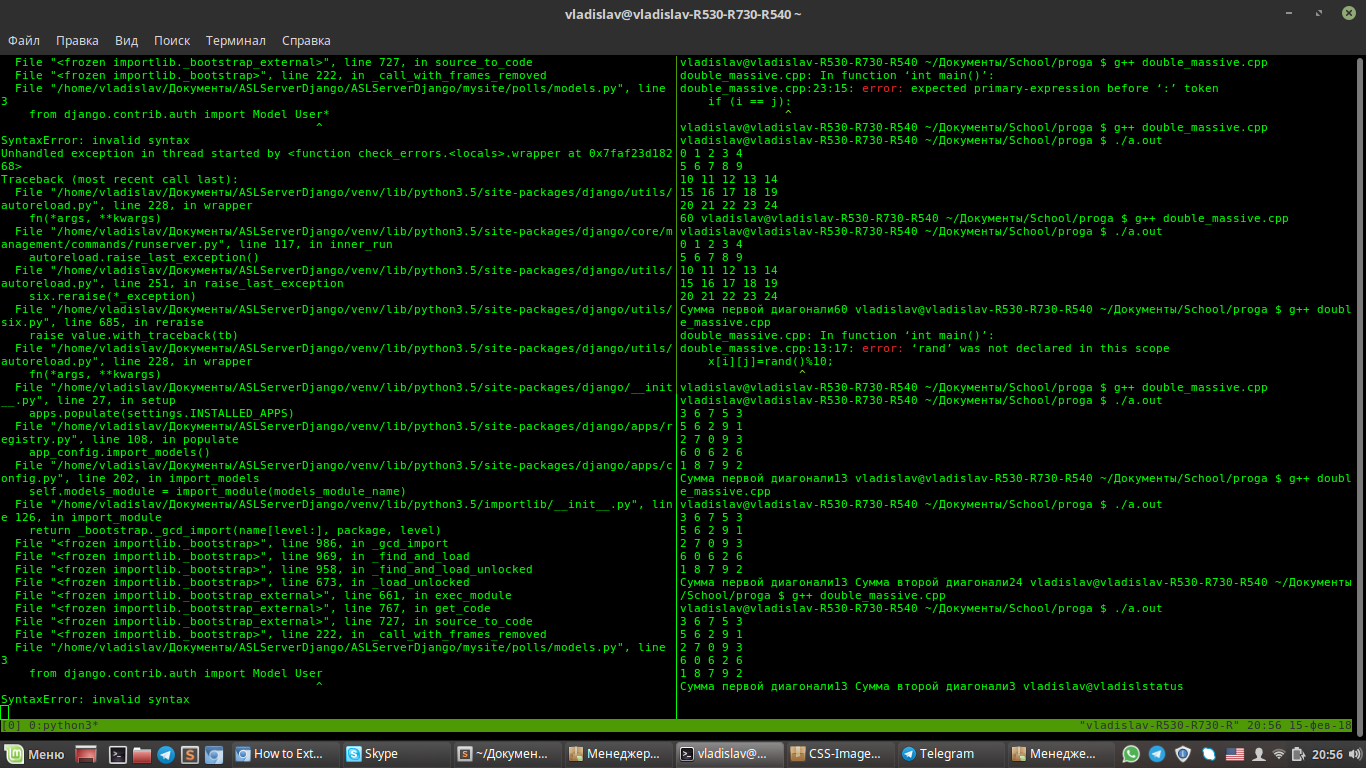 vladislav@vladislav-R530-R730-R540 ~
Файл Правка Вид Поиск Терминал Справка
File "<frozen importlib._bootstrap_external>", line 727, in source_to_code
File "<frozen importlib._bootstrap>", line 222, in _call_with_frames_removed
File "/home/vladislav/Документы/ASLServerDjango/ASLServerDjango/mysite/polls/models.py", line
3
from django.contrib.auth import Model User*
^
SyntaxError: invalid syntax
Unhandled exception in thread started by <function check_errors.<locals>.wrapper at 0x7faf23d182
68>
Traceback (most recent call last):
File "/home/vladislav/Документы/ASLServerDjango/venv/lib/python3.5/site-packages/django/utils/
autoreload.py", line 228, in wrapper
fn(*args, **kwargs)
File "/home/vladislav/Документы/ASLServerDjango/venv/lib/python3.5/site-packages/django/core/m
anagement/commands/runserver.py", line 117, in inner_run
autoreload.raise_last_exception()
File "/home/vladislav/Документы/ASLServerDjango/venv/lib/python3.5/site-packages/django/utils/
autoreload.py", line 251, in raise_last_exception
six.reraise(*_exception)
File "/home/vladislav/Документы/ASLServerDjango/venv/lib/python3.5/site-packages/django/utils/
six.py", line 685, in reraise
raise value.with_traceback(tb)
File "/home/vladislav/Документы/ASLServerDjango/venv/lib/python3.5/site-packages/django/utils/
autoreload.py", line 228, in wrapper
fn(*args, **kwargs)
File "/home/vladislav/Документы/ASLServerDjango/venv/lib/python3.5/site-packages/django/__init
__.py", line 27, in setup
apps.populate(settings.INSTALLED_APPS)
File "/home/vladislav/Документы/ASLServerDjango/venv/lib/python3.5/site-packages/django/apps/r
egistry.py", line 108, in populate
app_config.import_models()
File "/home/vladislav/Документы/ASLServerDjango/venv/lib/python3.5/site-packages/django/apps/c
onfig.py", line 202, in import_models
self.models_module = import_module(models_module_name)
File "/home/vladislav/Документы/ASLServerDjango/venv/lib/python3.5/importlib/__init__.py", lin
e 126, in import_module
return _bootstrap._gcd_import(name[level:], package, level)
File "<frozen importlib._bootstrap>", line 986, in _gcd_import
File "<frozen importlib._bootstrap>", line 969, in _find_and_load
File "<frozen importlib._bootstrap>", line 958, in _find_and_load_unlocked
File "<frozen importlib._bootstrap>", line 673, in _load_unlocked
File "<frozen importlib._bootstrap_external>", line 661, in exec_module
File "<frozen importlib._bootstrap_external>", line 767, in get_code
File "<frozen importlib._bootstrap_external>", line 727, in source_to_code
File "<frozen importlib._bootstrap>", line 222, in _call_with_frames_removed
File "/home/vladislav/Документы/ASLServerDjango/ASLServerDjango/mysite/polls/models.py", line
3
from django.contrib.auth import Model User
^
SyntaxError: invalid syntax
vladislav@vladislav-R530-R730-R540 ~/Документы/School/proga $ g++ double_massive.cpp
double_massive.cpp: In function ‘int main()’:
double_massive.cpp:23:15: error: expected primary-expression before ‘:’ token
if (i == j):
^
vladislav@vladislav-R530-R730-R540 ~/Документы/School/proga $ g++ double_massive.cpp
vladislav@vladislav-R530-R730-R540 ~/Документы/School/proga $ ./a.out
0 1 2 3 4
5 6 7 8 9
10 11 12 13 14
15 16 17 18 19
20 21 22 23 24
60 vladislav@vladislav-R530-R730-R540 ~/Документы/School/proga $ g++ double_massive.cpp
vladislav@vladislav-R530-R730-R540 ~/Документы/School/proga $ ./a.out
0 1 2 3 4
5 6 7 8 9
10 11 12 13 14
15 16 17 18 19
20 21 22 23 24
Сумма первой диагонали60 vladislav@vladislav-R530-R730-R540 ~/Документы/School/proga $ g++ doubl
e_massive.cpp
double_massive.cpp: In function ‘int main()’:
double_massive.cpp:13:17: error: ‘rand’ was not declared in this scope
x[i][j]=rand()%10;
^
vladislav@vladislav-R530-R730-R540 ~/Документы/School/proga $ g++ double_massive.cpp
vladislav@vladislav-R530-R730-R540 ~/Документы/School/proga $ ./a.out
3 6 7 5 3
5 6 2 9 1
2 7 0 9 3
6 0 6 2 6
1 8 7 9 2
Сумма первой диагонали13 vladislav@vladislav-R530-R730-R540 ~/Документы/School/proga $ g++ doubl
e_massive.cpp
vladislav@vladislav-R530-R730-R540 ~/Документы/School/proga $ ./a.out
3 6 7 5 3
5 6 2 9 1
2 7 0 9 3
6 0 6 2 6
1 8 7 9 2
Сумма первой диагонали13 Сумма второй диагонали24 vladislav@vladislav-R530-R730-R540 ~/Документы
/School/proga $ g++ double_massive.cpp
vladislav@vladislav-R530-R730-R540 ~/Документы/School/proga $ ./a.out
3 6 7 5 3
5 6 2 9 1
2 7 0 9 3
6 0 6 2 6
1 8 7 9 2
Сумма первой диагонали13 Сумма второй диагонали3 vladislav@vladislstatus
[0] 0:python3* "vladislav-R530-R730-R" 20:56 15-фев-18
Меню How to Ext... Skype ~/Докумен... Менеджер... vladislav@... CSS-Image... Telegram Менедже... 20:56